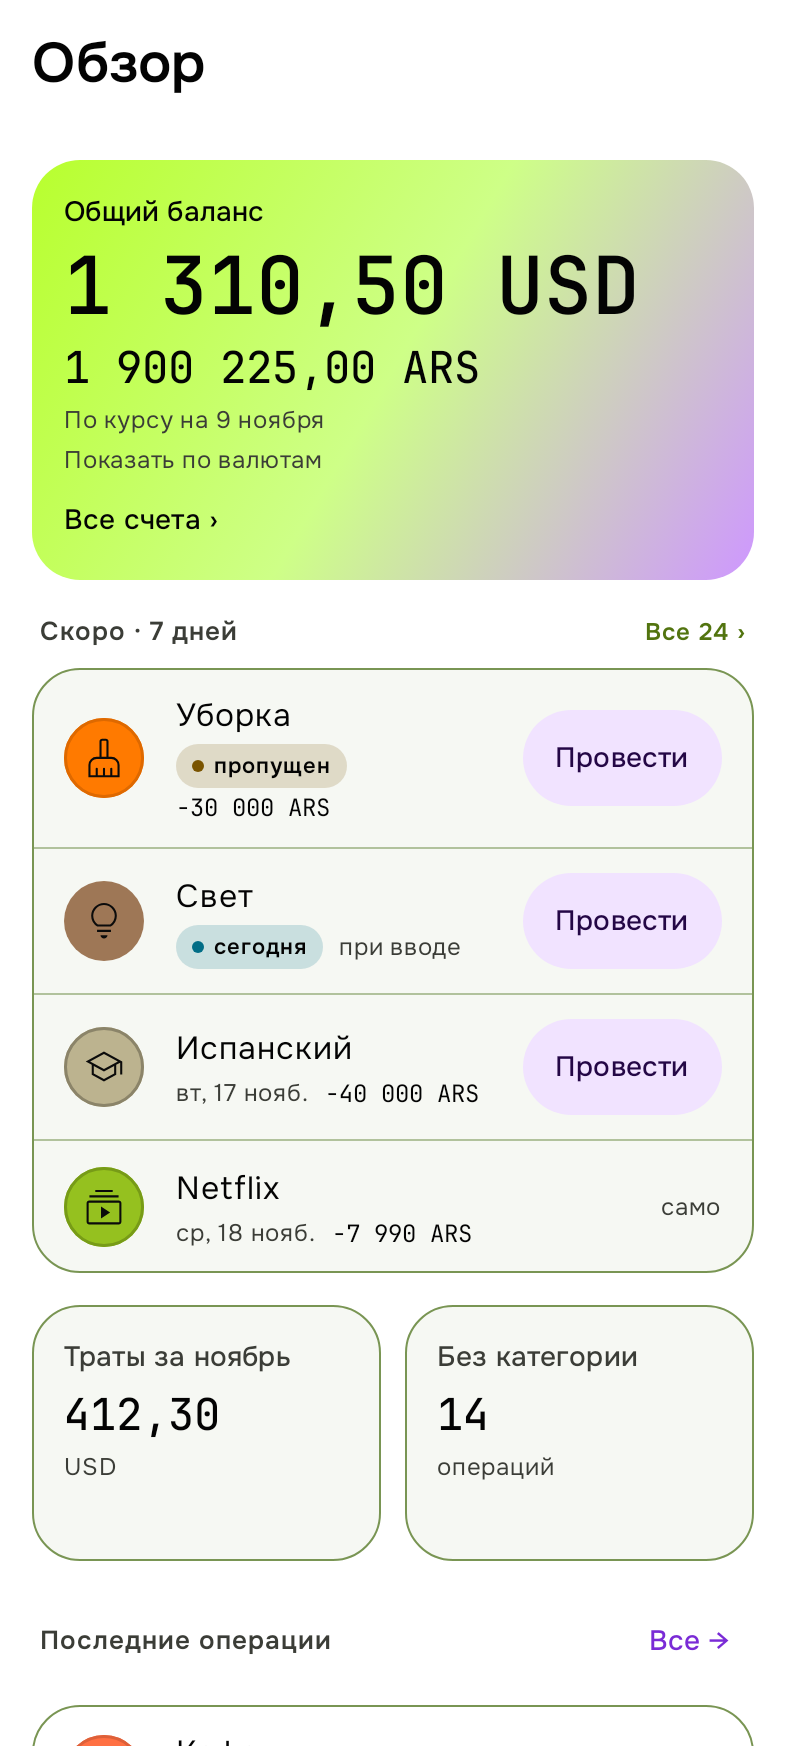 Обзор
Общий баланс
1 310,50 USD
1 900 225,00 ARS
По курсу на 9 ноября
Показать по валютам
Все счета ›
Скоро · 7 дней
Все 24 ›
Уборка
пропущен
-30 000 ARS
Провести
Свет
сегодня при вводе
Провести
Испанский
вт, 17 нояб. -40 000 ARS
Провести
Netflix
ср, 18 нояб. -7 990 ARS
само
Траты за ноябрь
412,30
USD
Без категории
14
операций
Последние операции
Все →